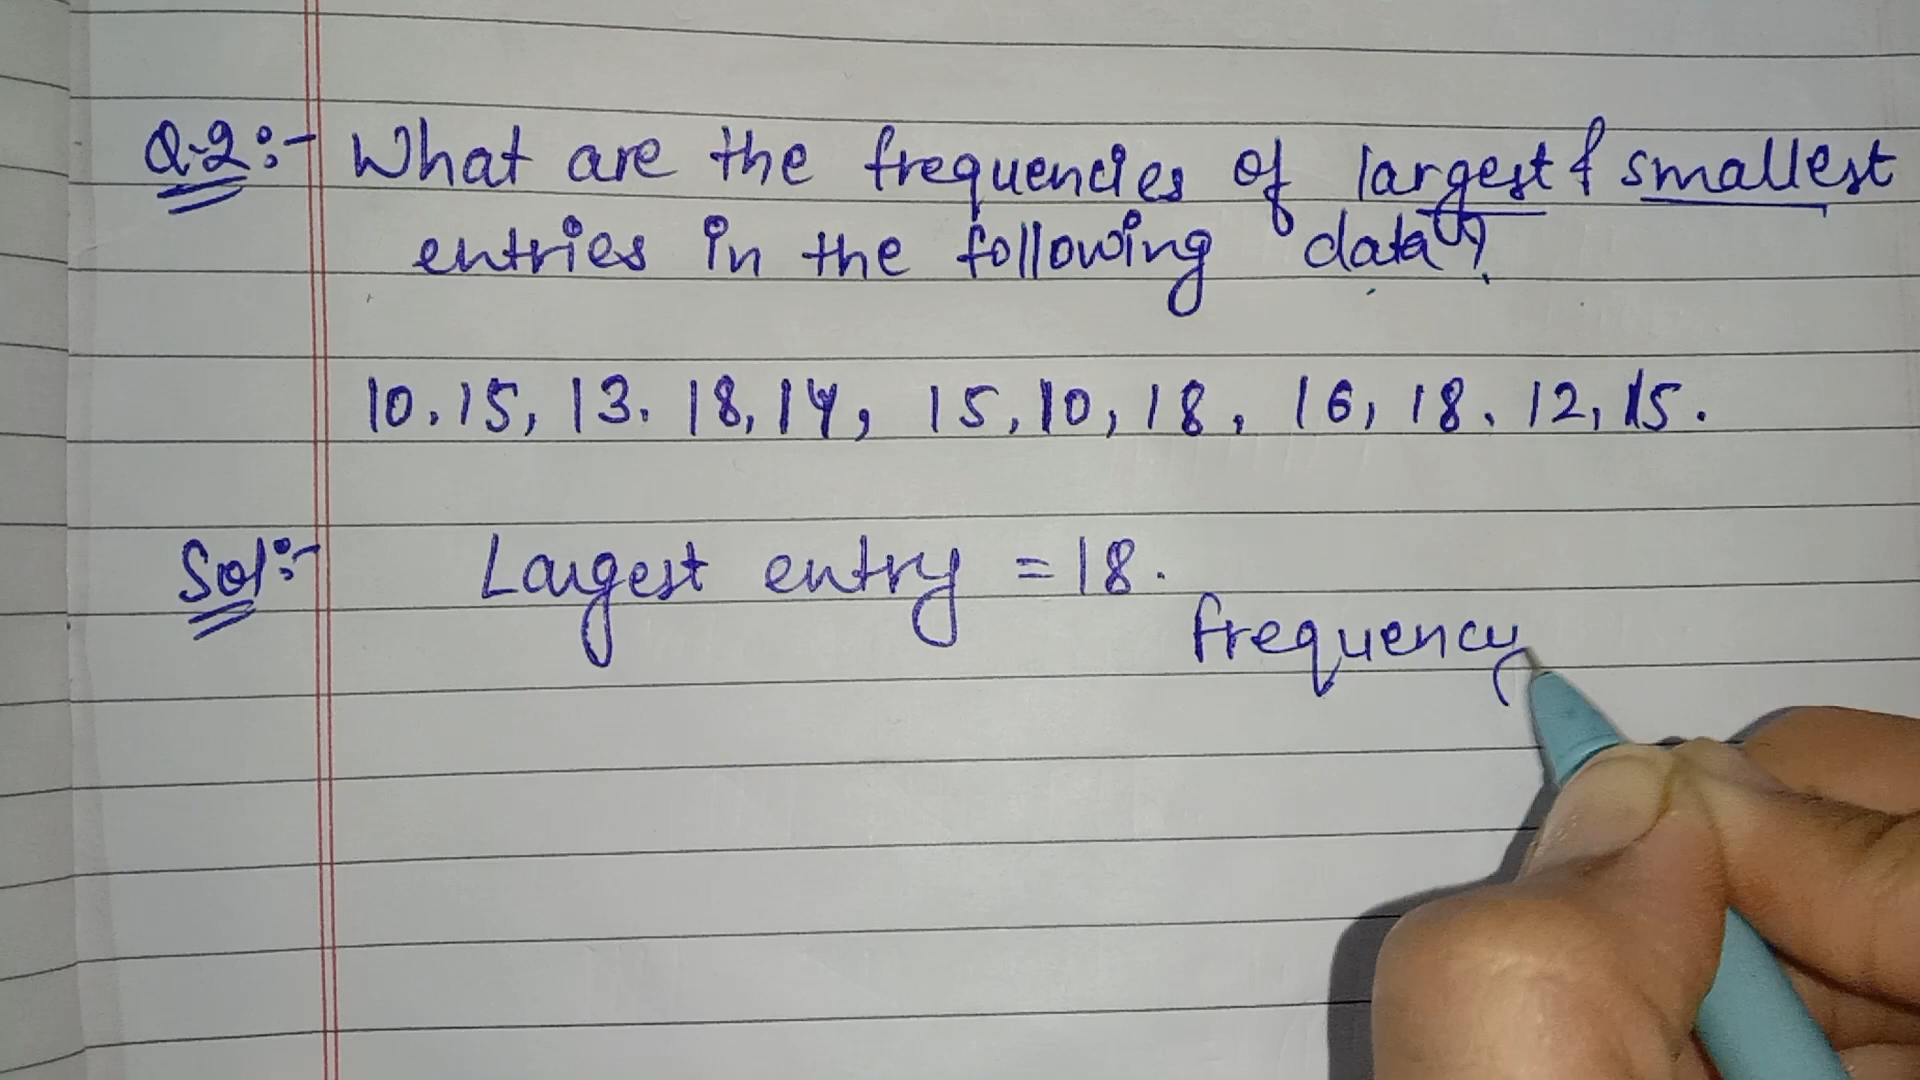 Q.2:- What are the frequencies of largest & smallest
entries in the following data?
10, 15, 13, 18, 14, 15, 10, 18, 16, 18, 12, 15.
Sol:- Largest entry = 18.
frequency